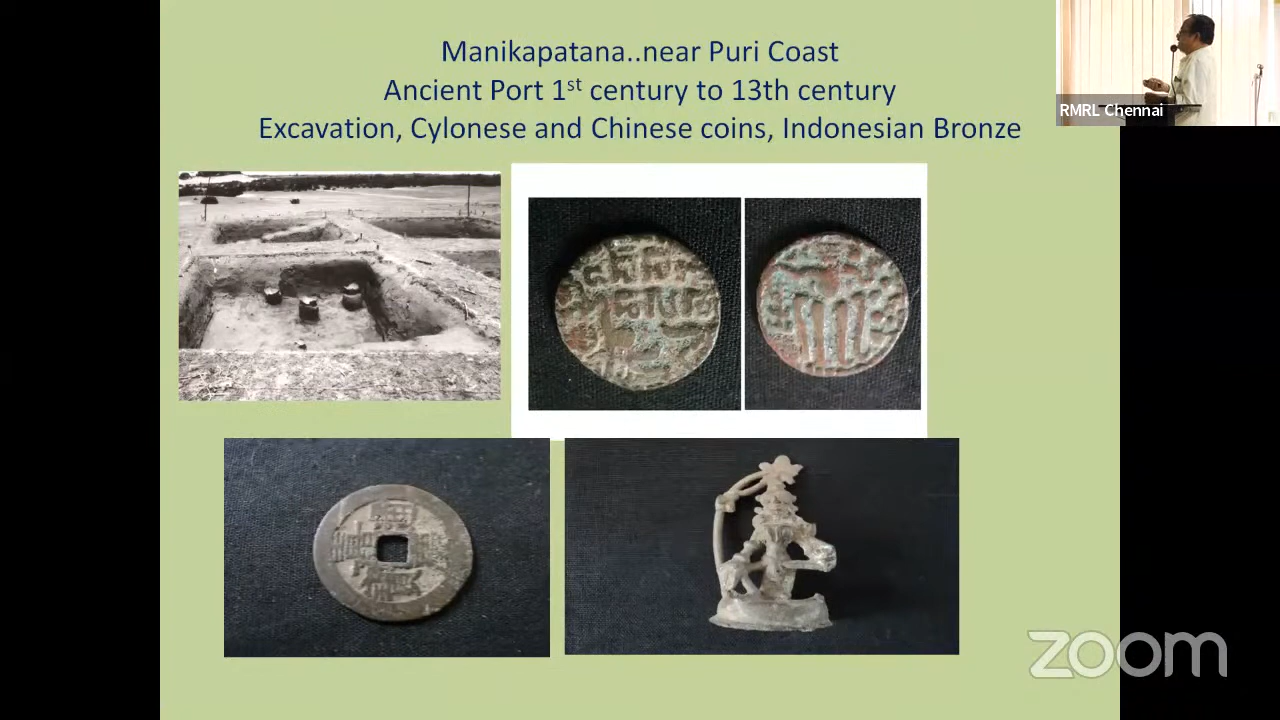 Manikapatana..near Puri Coast
Ancient Port 1st century to 13th century
Excavation, Cylonese and Chinese coins, Indonesian Bronze
RMRL Chennai
zoom